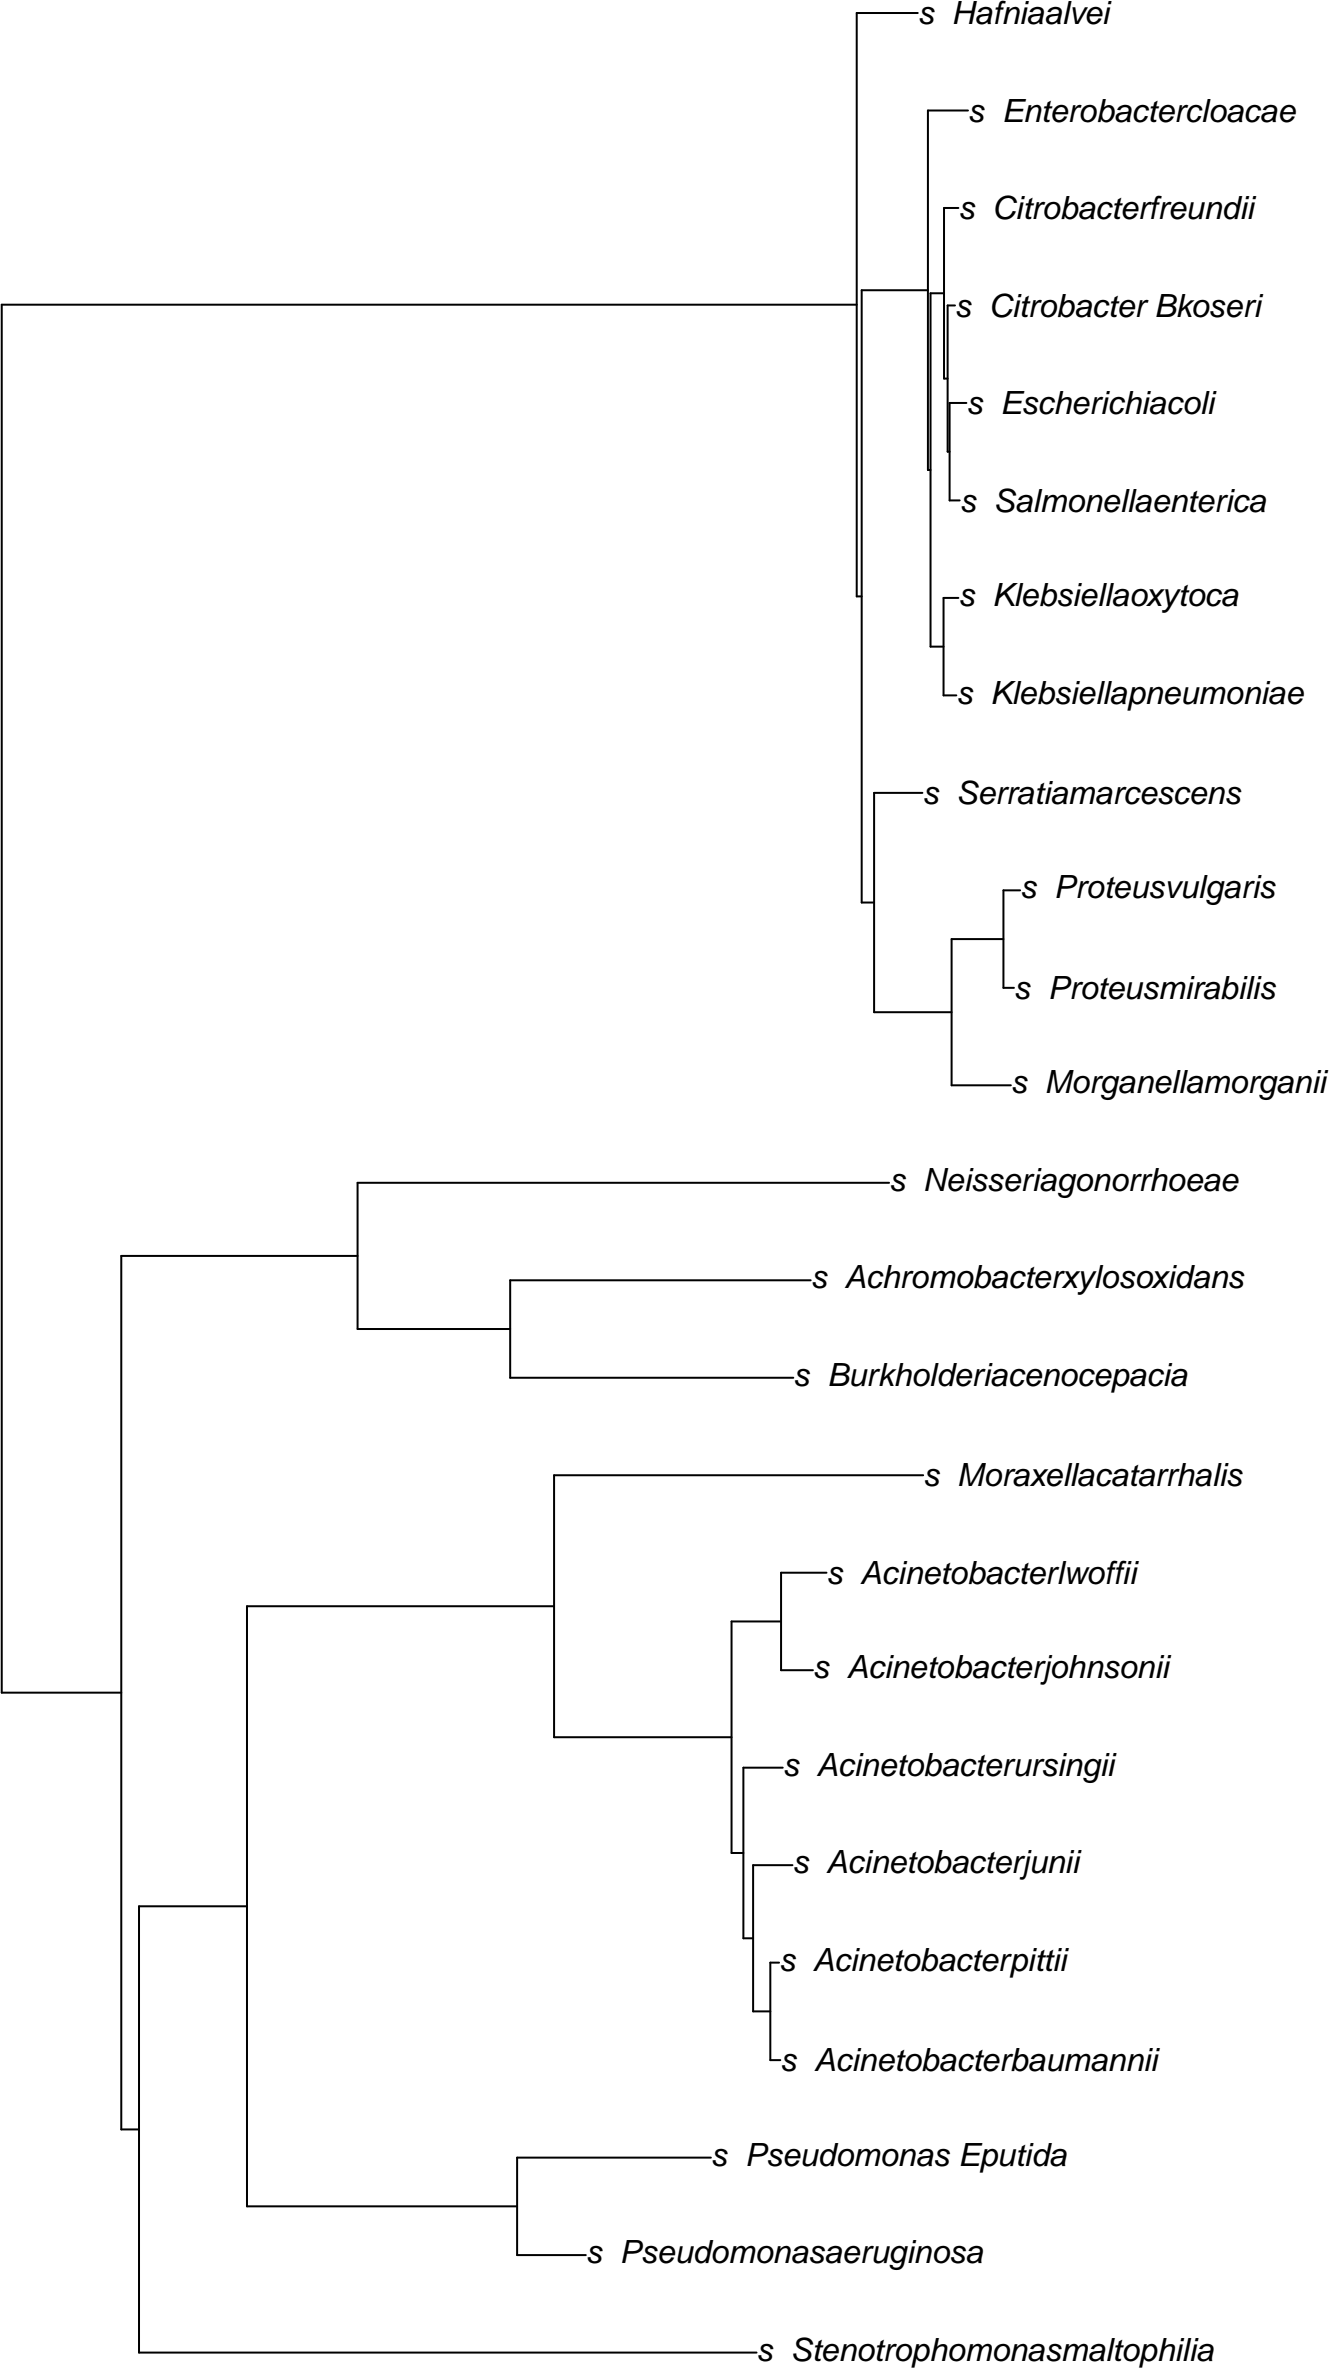 s Hafniaalvei
s Enterobactercloacae
s Citrobacterfreundii
s Citrobacter Bkoseri
s Escherichiacoli
s Salmonellaenterica
s Klebsiellaoxytoca
s Klebsiellapneumoniae
s Serratiamarcescens
s Proteusvulgaris
s Proteusmirabilis
s Morganellamorganii
s Neisseriagonorrhoeae
s Achromobacterxylosoxidans
s Burkholderiacenocepacia
s Moraxellacatarrhalis
s Acinetobacterlwoffii
s Acinetobacterjohnsonii
s Acinetobacterursingii
s Acinetobacterjunii
s Acinetobacterpittii
s Acinetobacterbaumannii
s Pseudomonas Eputida
s Pseudomonasaeruginosa
s Stenotrophomonasmaltophilia